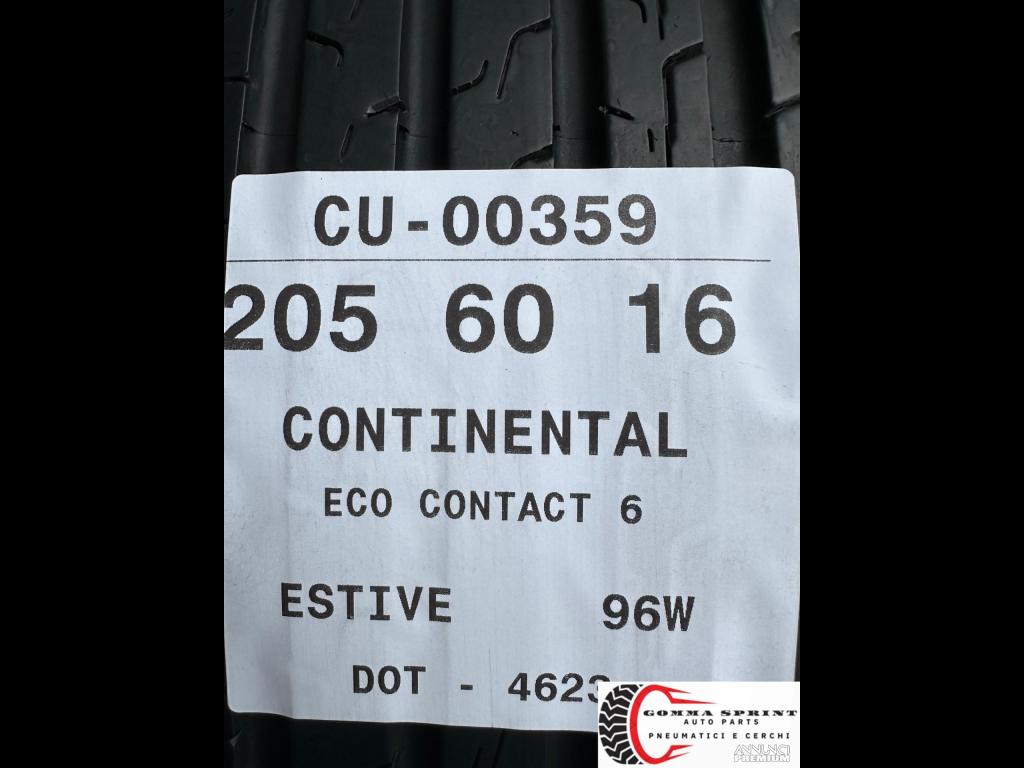 CU-00359
205 60 16
CONTINENTAL
ECO CONTACT 6
ESTIVE 96W
DOT - 4623
GOMMA SPRINT
AUTO PARTS
PNEUMATICI E CERCHI
ANNUNCI
PREMIUM